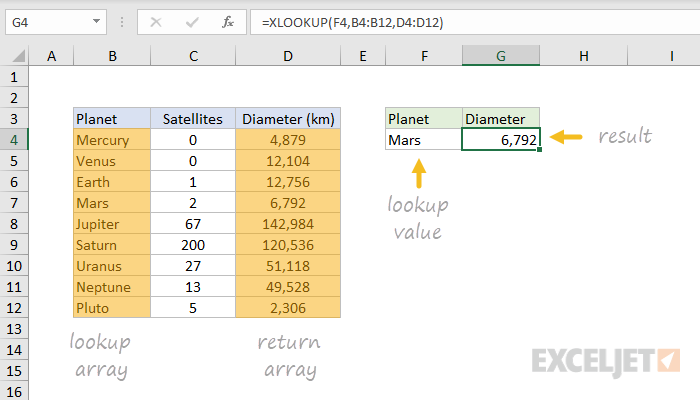 G4 =XLOOKUP(F4,B4:B12,D4:D12)
A B C D E F G H I
1
2
3 Planet Satellites Diameter (km) Planet Diameter
4 Mercury 0 4,879 Mars 6,792 result
5 Venus 0 12,104
6 Earth 1 12,756
7 Mars 2 6,792 lookup
8 Jupiter 67 142,984 value
9 Saturn 200 120,536
10 Uranus 27 51,118
11 Neptune 13 49,528
12 Pluto 5 2,306
13
14 lookup return
15 array array EXCELJET
16